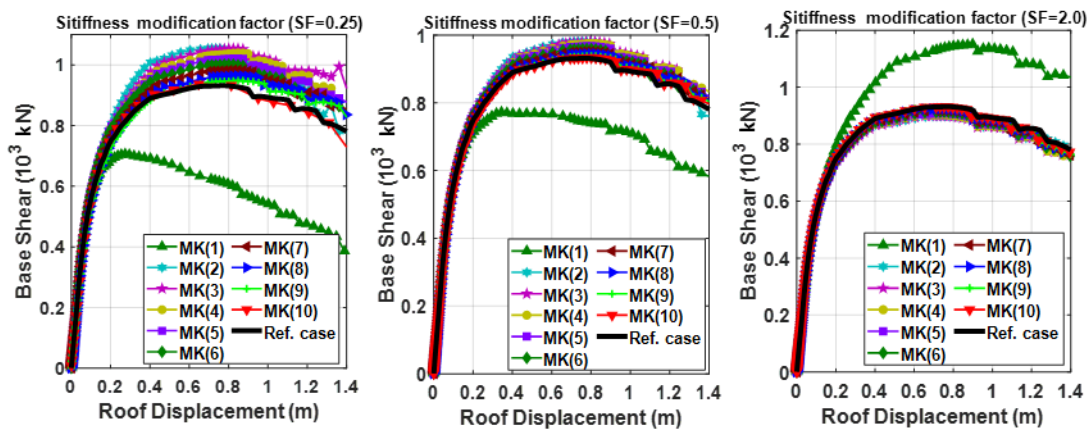 Sitiffness modification factor (SF=0.25)
Base Shear (10³ kN)
1
0.8
0.6
0.4
0.2
0
MK(1) MK(7)
MK(2) MK(8)
MK(3) MK(9)
MK(4) MK(10)
MK(5) Ref. case
MK(6)
0 0.2 0.4 0.6 0.8 1 1.2 1.4
Roof Displacement (m)
Sitiffness modification factor (SF=0.5)
Base Shear (10³ kN)
1
0.8
0.6
0.4
0.2
0
MK(1) MK(7)
MK(2) MK(8)
MK(3) MK(9)
MK(4) MK(10)
MK(5) Ref. case
MK(6)
0 0.2 0.4 0.6 0.8 1 1.2 1.4
Roof Displacement (m)
Sitiffness modification factor (SF=2.0)
Base Shear (10³ kN)
1.2
1
0.8
0.6
0.4
0.2
0
MK(1) MK(7)
MK(2) MK(8)
MK(3) MK(9)
MK(4) MK(10)
MK(5) Ref. case
MK(6)
0 0.2 0.4 0.6 0.8 1 1.2 1.4
Roof Displacement (m)